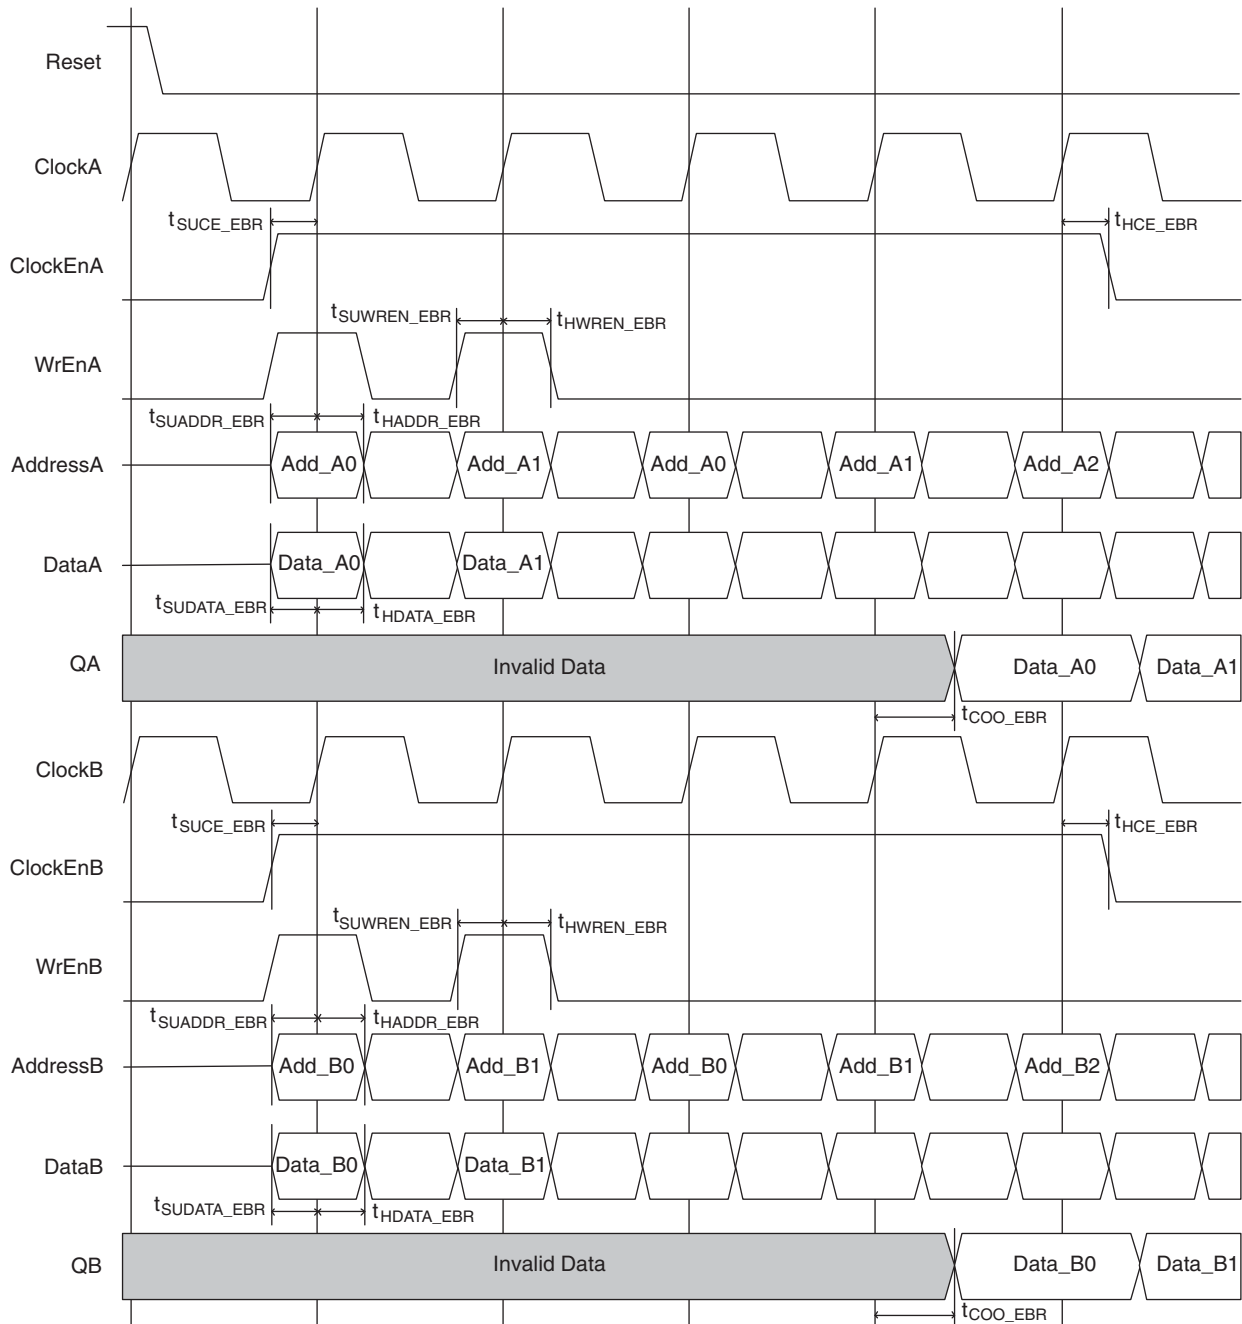 Reset
ClockA
tSUCE_EBR
tHCE_EBR
ClockEnA
tSUWREN_EBR
tHWREN_EBR
WrEnA
tSUADDR_EBR
tHADDR_EBR
AddressA
Add_A0
Add_A1
Add_A0
Add_A1
Add_A2
DataA
Data_A0
Data_A1
tSUDATA_EBR
tHDATA_EBR
QA
Invalid Data
Data_A0
Data_A1
tCOO_EBR
ClockB
tSUCE_EBR
tHCE_EBR
ClockEnB
tSUWREN_EBR
tHWREN_EBR
WrEnB
tSUADDR_EBR
tHADDR_EBR
AddressB
Add_B0
Add_B1
Add_B0
Add_B1
Add_B2
DataB
Data_B0
Data_B1
tSUDATA_EBR
tHDATA_EBR
QB
Invalid Data
Data_B0
Data_B1
tCOO_EBR